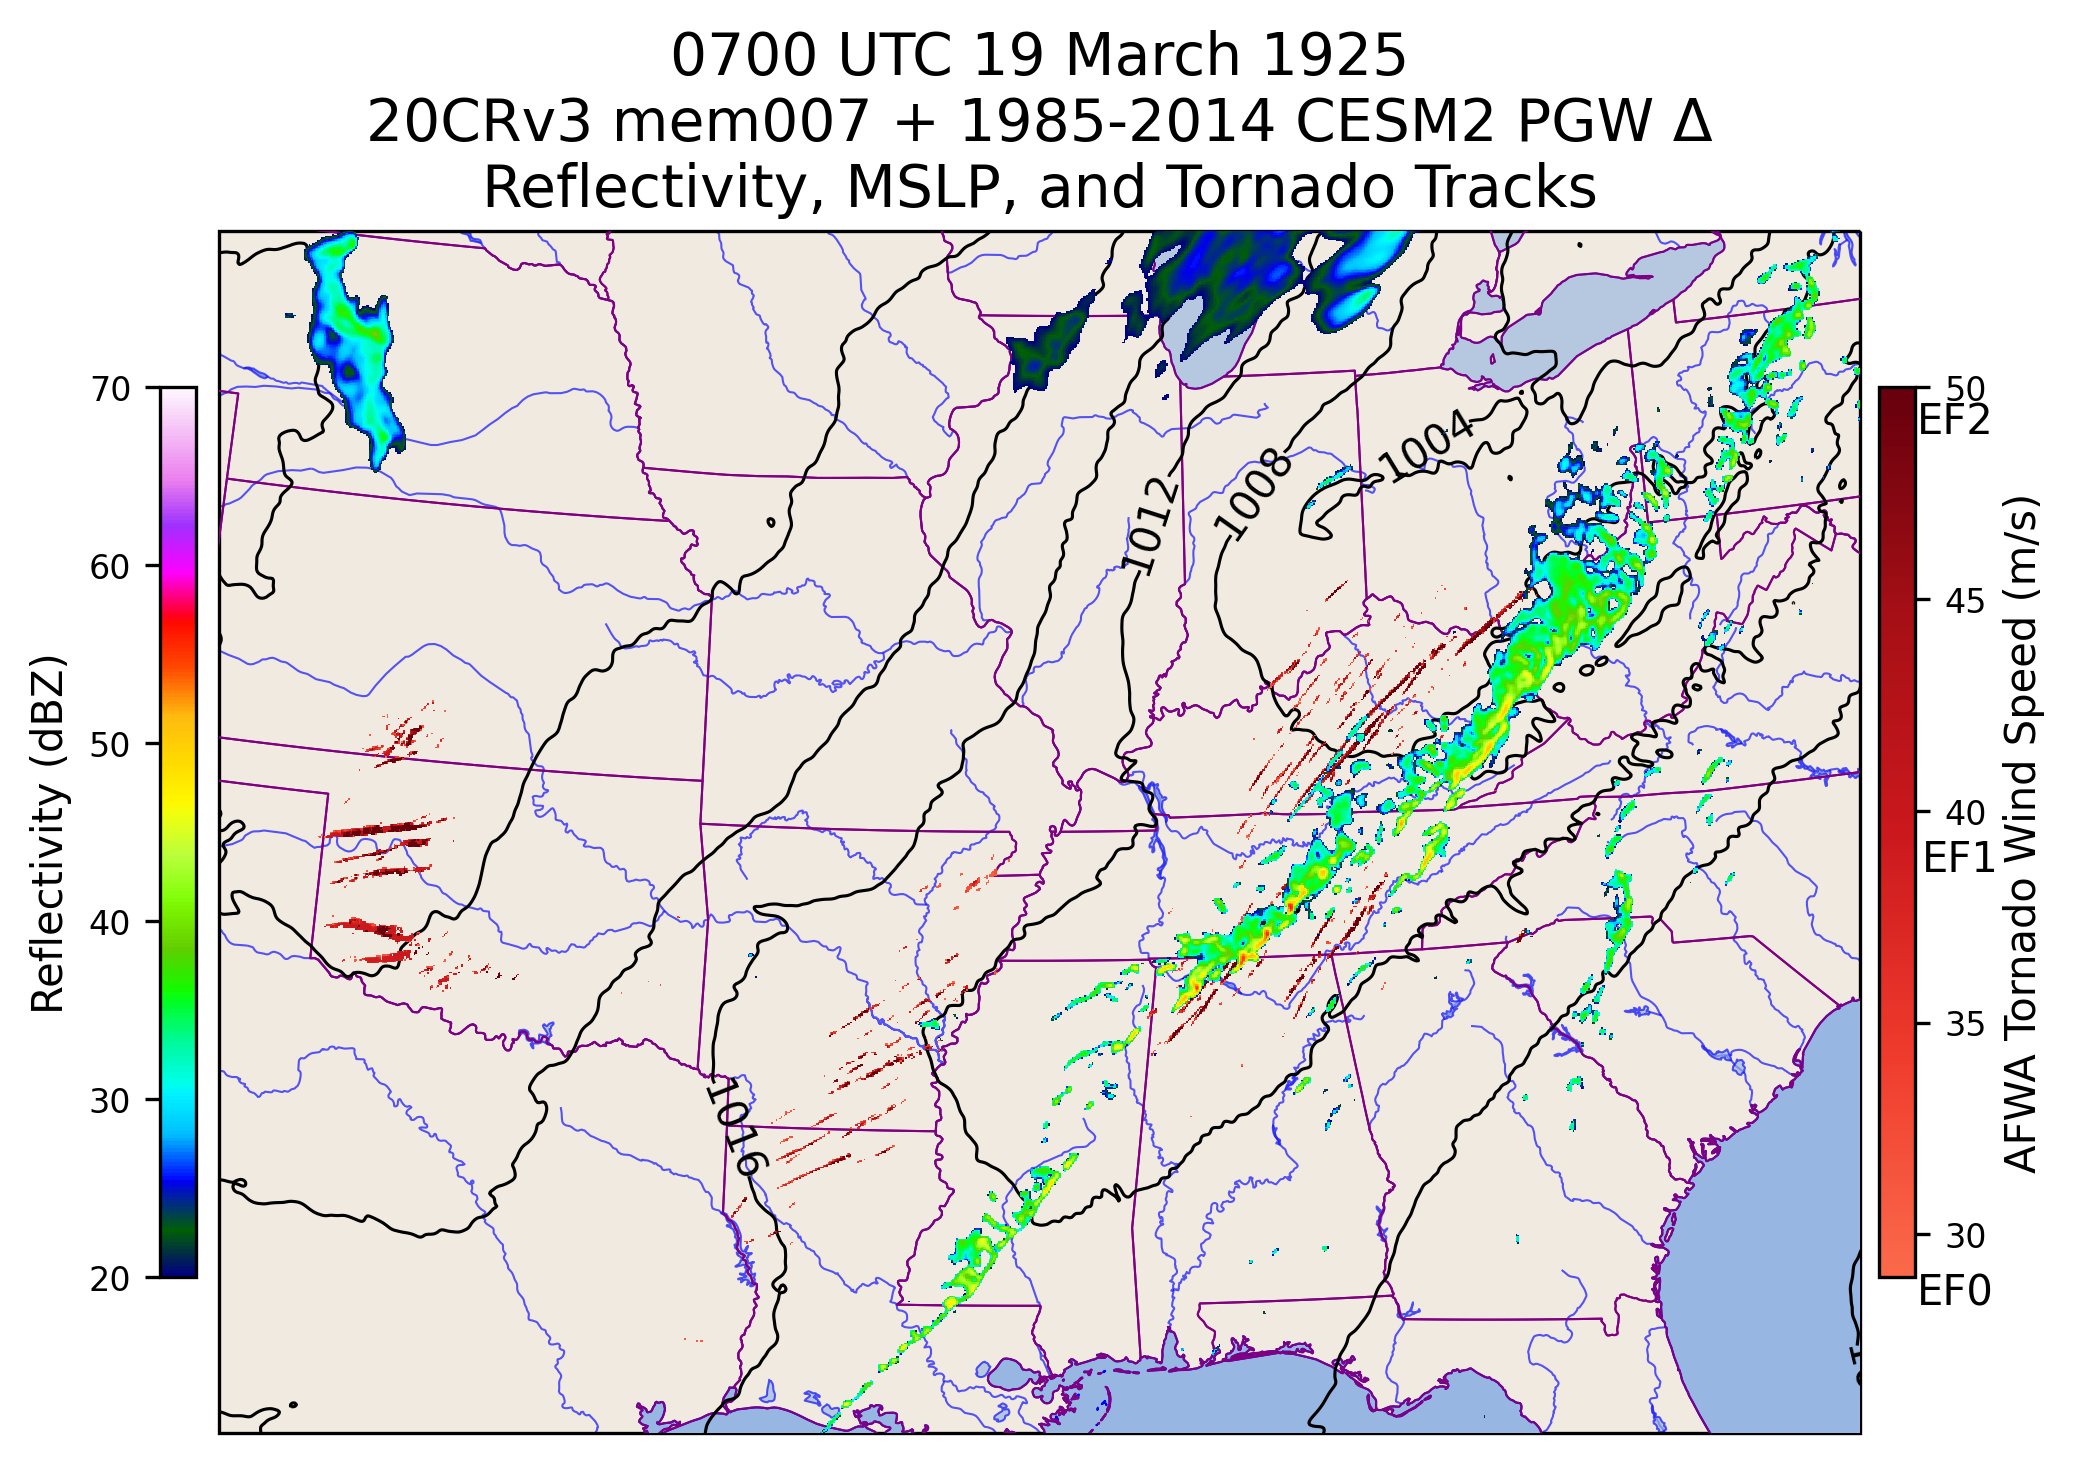 0700 UTC 19 March 1925
20CRv3 mem007 + 1985-2014 CESM2 PGW Δ
Reflectivity, MSLP, and Tornado Tracks
70
60
50
40
30
20
Reflectivity (dBZ)
1004
1008
1012
1016
50
EF2
45
40
EF1
35
30
EF0
AFWA Tornado Wind Speed (m/s)